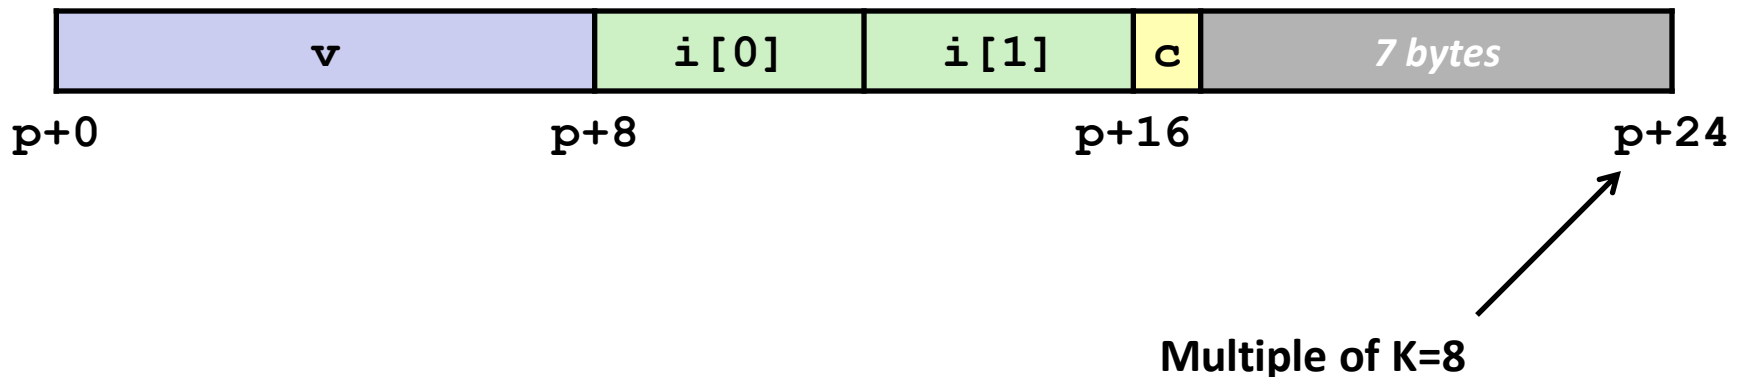 v i[0] i[1] c 7 bytes
p+0 p+8 p+16 p+24
Multiple of K=8